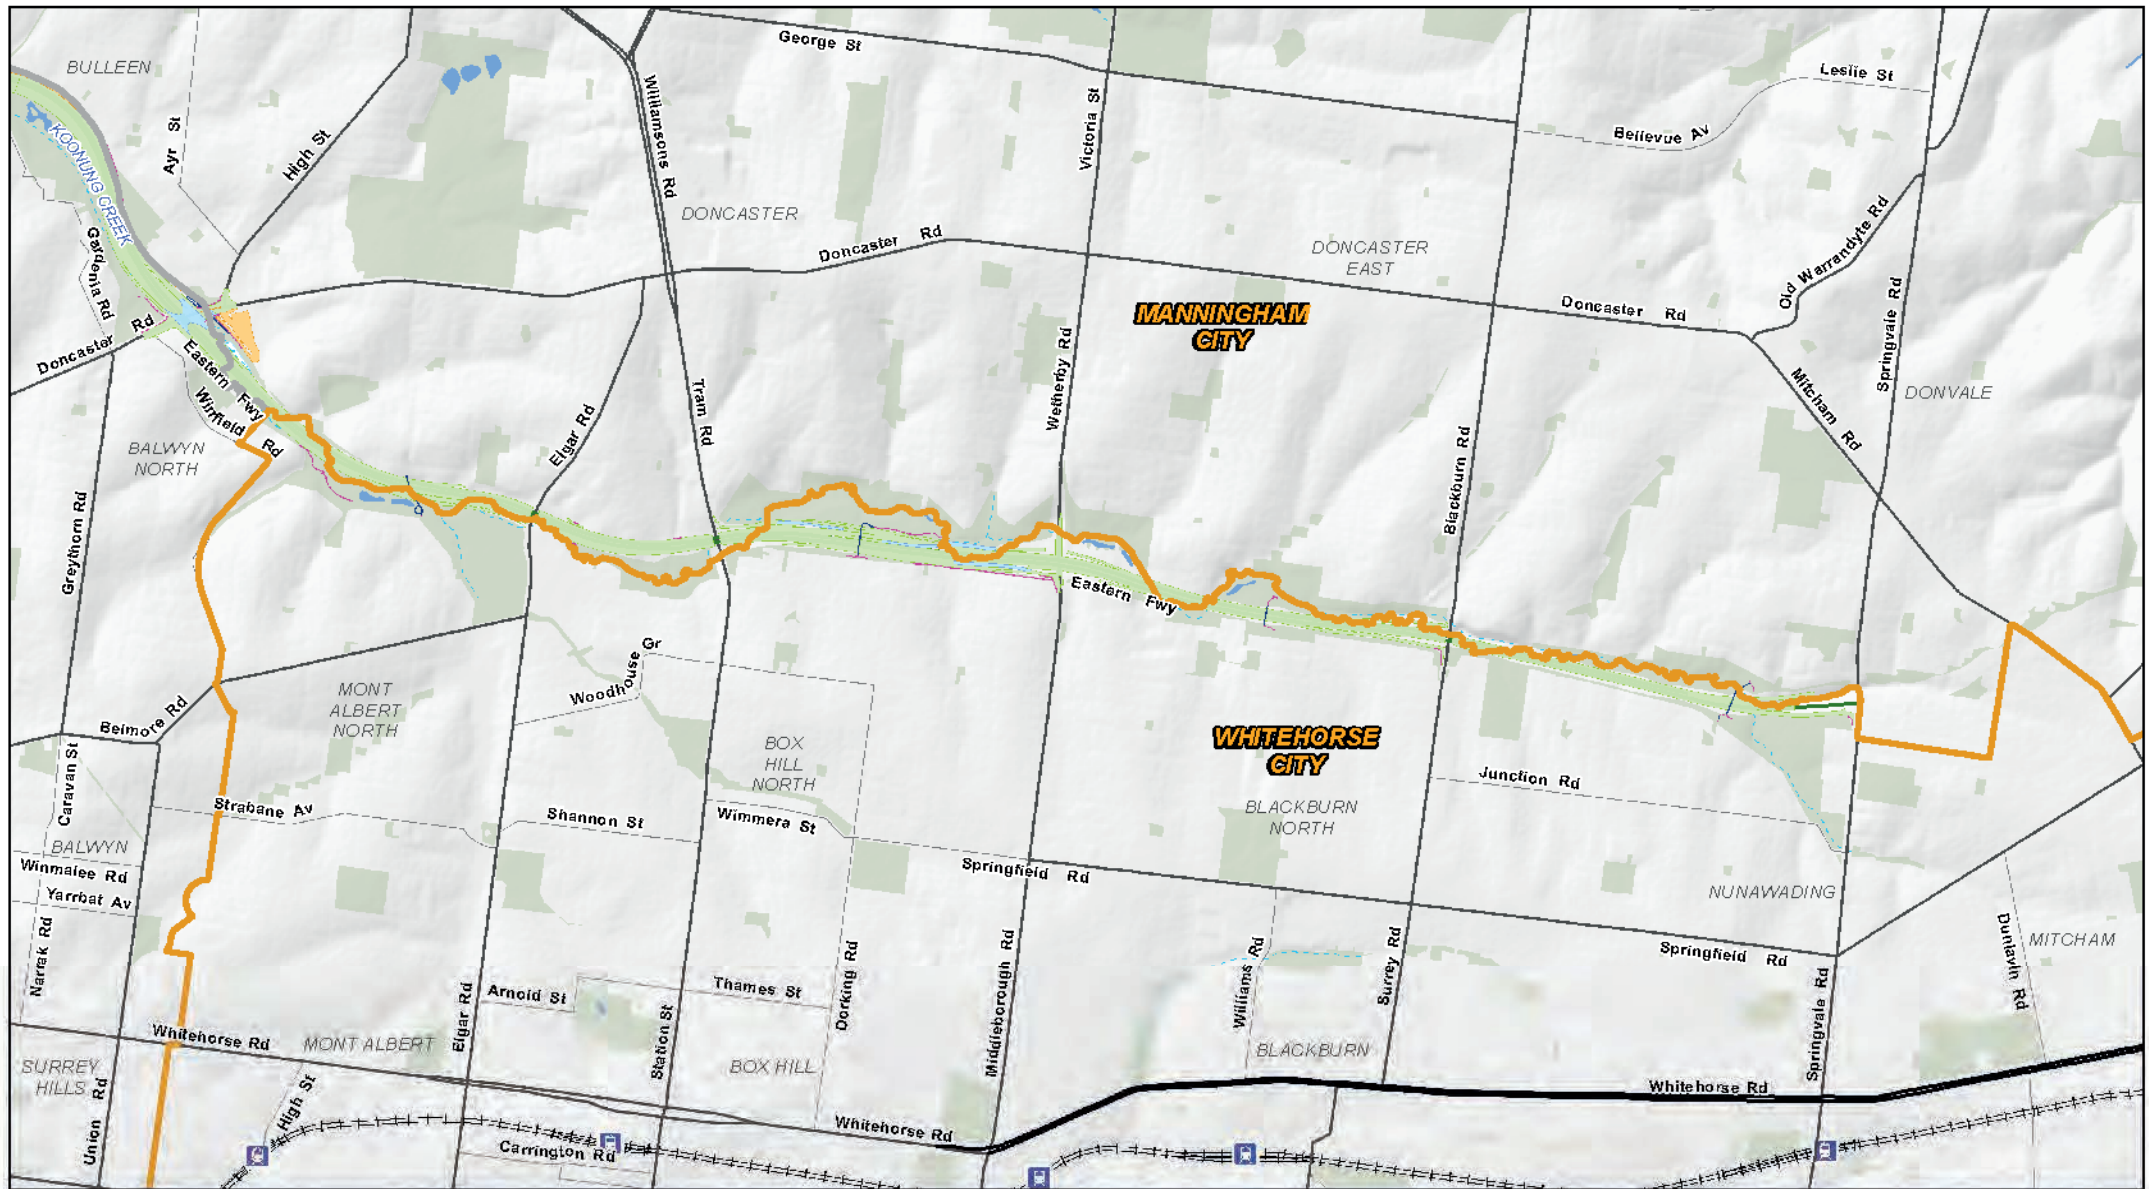 George St
BULLEEN
Leslie St
Williamsons Rd
Victoria St
Ayr St
High St
Bellevue Av
KOONUNG CREEK
DONCASTER
Old Warrandyte Rd
Gardenia Rd
Doncaster Rd
DONCASTER
EAST
Springvale Rd
MANNINGHAM
CITY
Doncaster Rd
Doncaster Rd
Eastern Fwy
Wetherby Rd
Mitcham Rd
DONVALE
Winfield Rd
Tram Rd
Elgar Rd
BALWYN
NORTH
Blackburn Rd
Greythorn Rd
Eastern Fwy
Woodhouse Gr
MONT
ALBERT
NORTH
Belmore Rd
BOX
HILL
NORTH
WHITEHORSE
CITY
Caravan St
Junction Rd
Strabane Av
Shannon St
Wimmera St
BLACKBURN
NORTH
BALWYN
Winmalee Rd
Springfield Rd
Yarrbat Av
NUNAWADING
Narrak Rd
Dorking Rd
Middleborough Rd
Williams Rd
Surrey Rd
Springfield Rd
Dunlavin Rd
MITCHAM
Arnold St
Thames St
Elgar Rd
Station St
Springvale Rd
Whitehorse Rd
MONT ALBERT
BLACKBURN
SURREY
HILLS
BOX HILL
Union Rd
High St
Whitehorse Rd
Whitehorse Rd
Carrington Rd